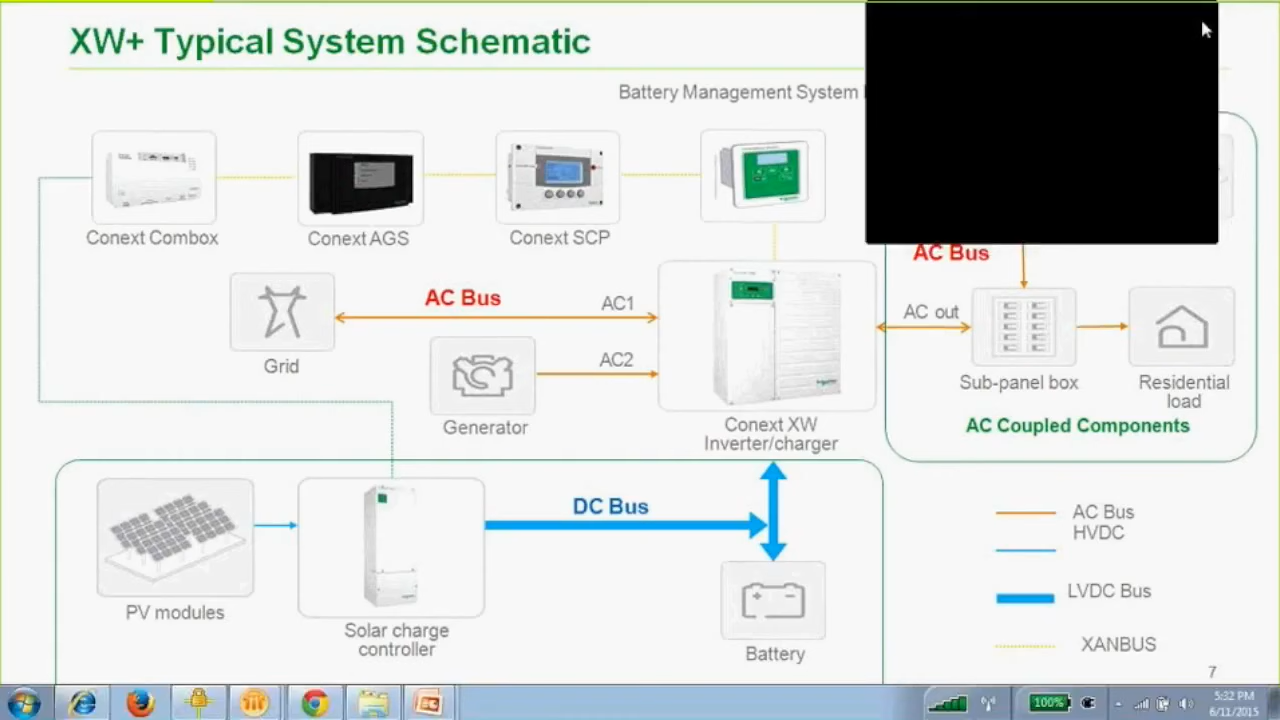 XW+ Typical System Schematic
Battery Management System
Conext Combox
Conext AGS
Conext SCP
AC Bus
AC Bus
AC1
AC out
Grid
AC2
Generator
Sub-panel box
Residential
load
Conext XW
Inverter/charger
AC Coupled Components
DC Bus
AC Bus
HVDC
LVDC Bus
PV modules
Solar charge
controller
Battery
XANBUS
7
100%
5:32 PM
6/11/2015